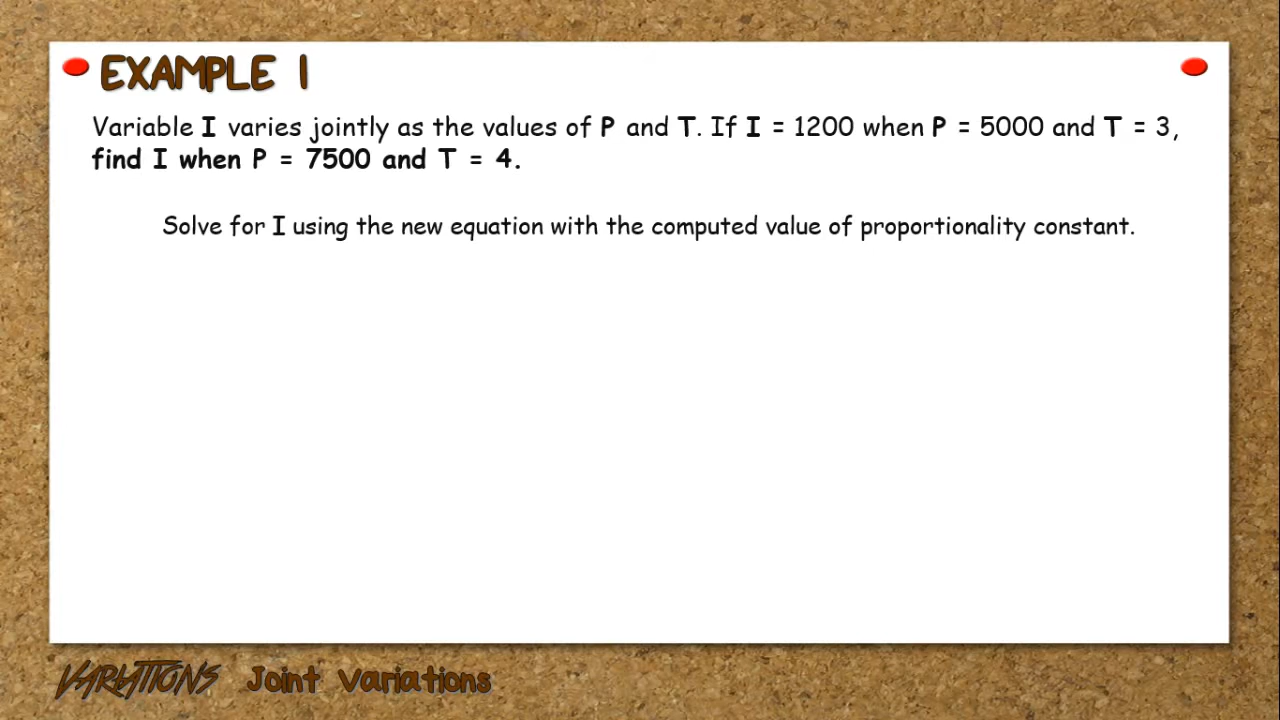 EXAMPLE 1
Variable I varies jointly as the values of P and T. If I = 1200 when P = 5000 and T = 3,
find I when P = 7500 and T = 4.
Solve for I using the new equation with the computed value of proportionality constant.
VARIATIONS Joint Variations